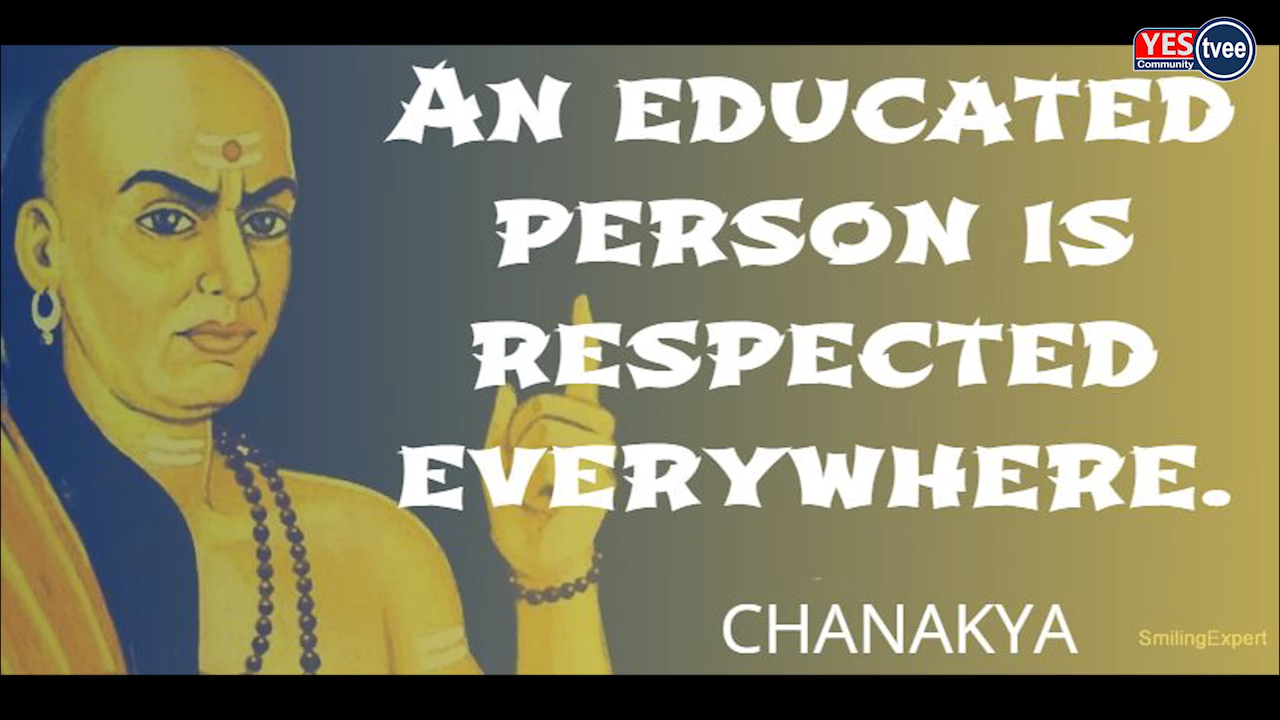 YES tvee
Community
AN EDUCATED
PERSON IS
RESPECTED
EVERYWHERE.
CHANAKYA
SmilingExpert